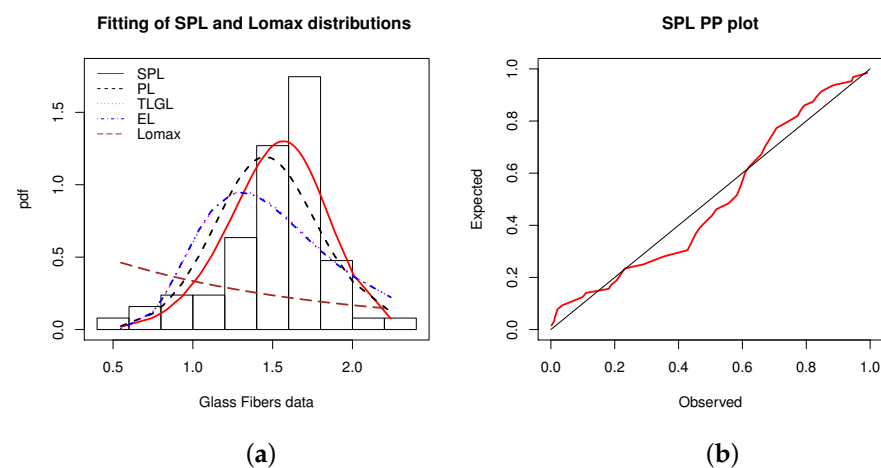 Fitting of SPL and Lomax distributions
SPL
PL
TLGL
EL
Lomax
pdf
0.0
0.5
1.0
1.5
0.5
1.0
1.5
2.0
Glass Fibers data
(a)
SPL PP plot
Expected
0.0
0.2
0.4
0.6
0.8
1.0
0.0
0.2
0.4
0.6
0.8
1.0
Observed
(b)